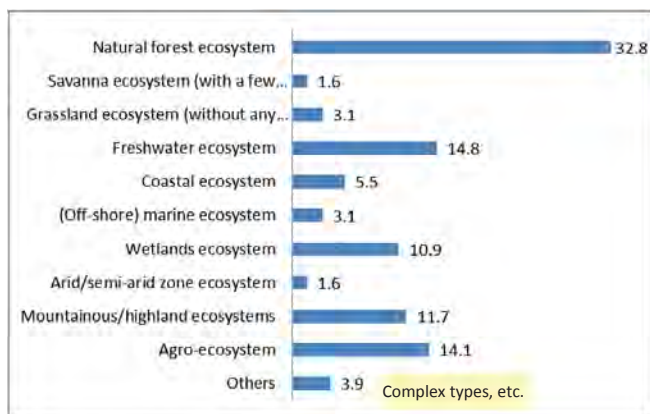 Natural forest ecosystem 32.8
Savanna ecosystem (with a few... 1.6
Grassland ecosystem (without any... 3.1
Freshwater ecosystem 14.8
Coastal ecosystem 5.5
(Off-shore) marine ecosystem 3.1
Wetlands ecosystem 10.9
Arid/semi-arid zone ecosystem 1.6
Mountainous/highland ecosystems 11.7
Agro-ecosystem 14.1
Others 3.9 Complex types, etc.